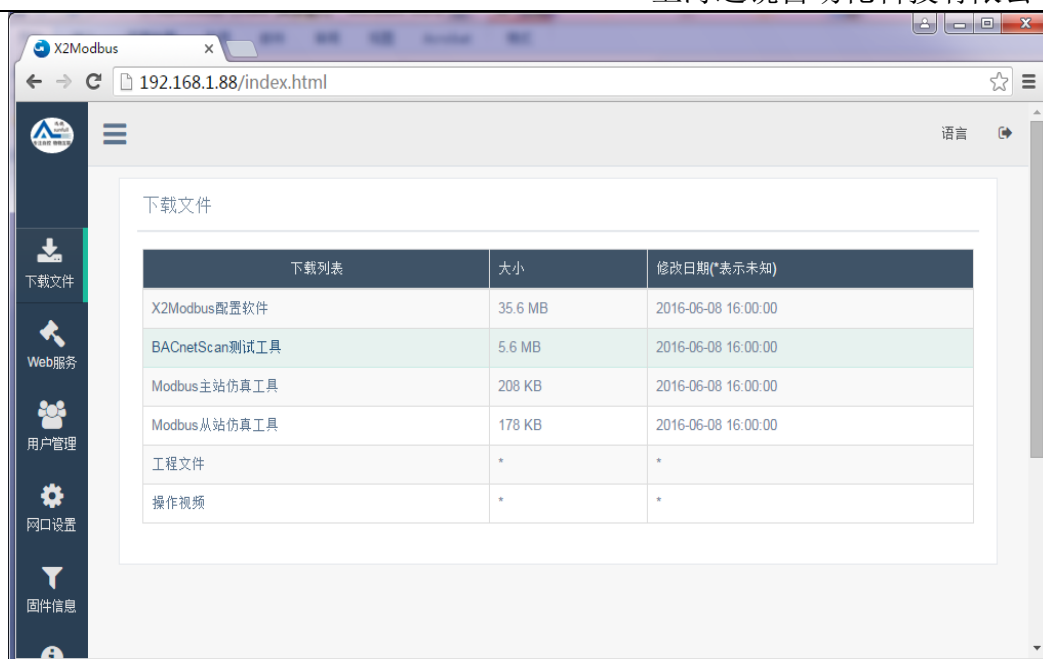 X2Modbus
192.168.1.88/index.html
语言
下载文件
下载文件
Web服务
用户管理
网口设置
固件信息
下载列表 大小 修改日期(*表示未知)
X2Modbus配置软件 35.6 MB 2016-06-08 16:00:00
BACnetScan测试工具 5.6 MB 2016-06-08 16:00:00
Modbus主站仿真工具 208 KB 2016-06-08 16:00:00
Modbus从站仿真工具 178 KB 2016-06-08 16:00:00
工程文件 * *
操作视频 * *